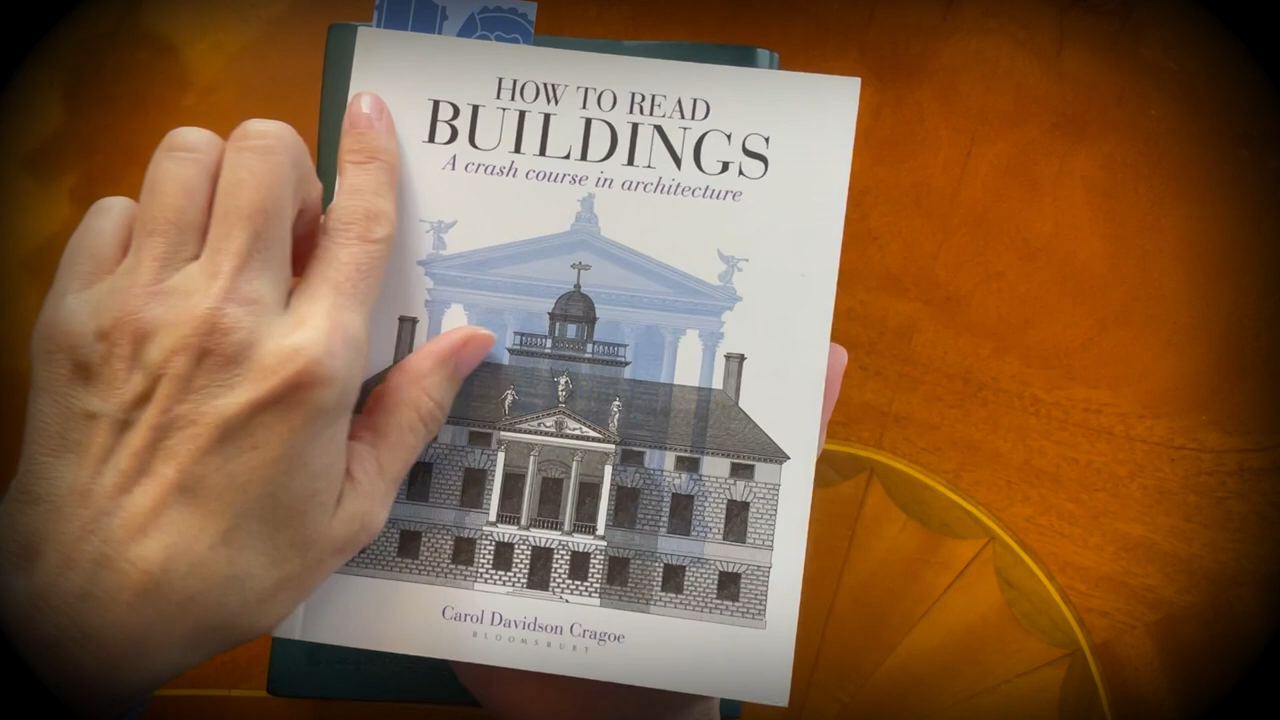 HOW TO READ
BUILDINGS
A crash course in architecture
Carol Davidson Cragoe
BLOOMSBURY